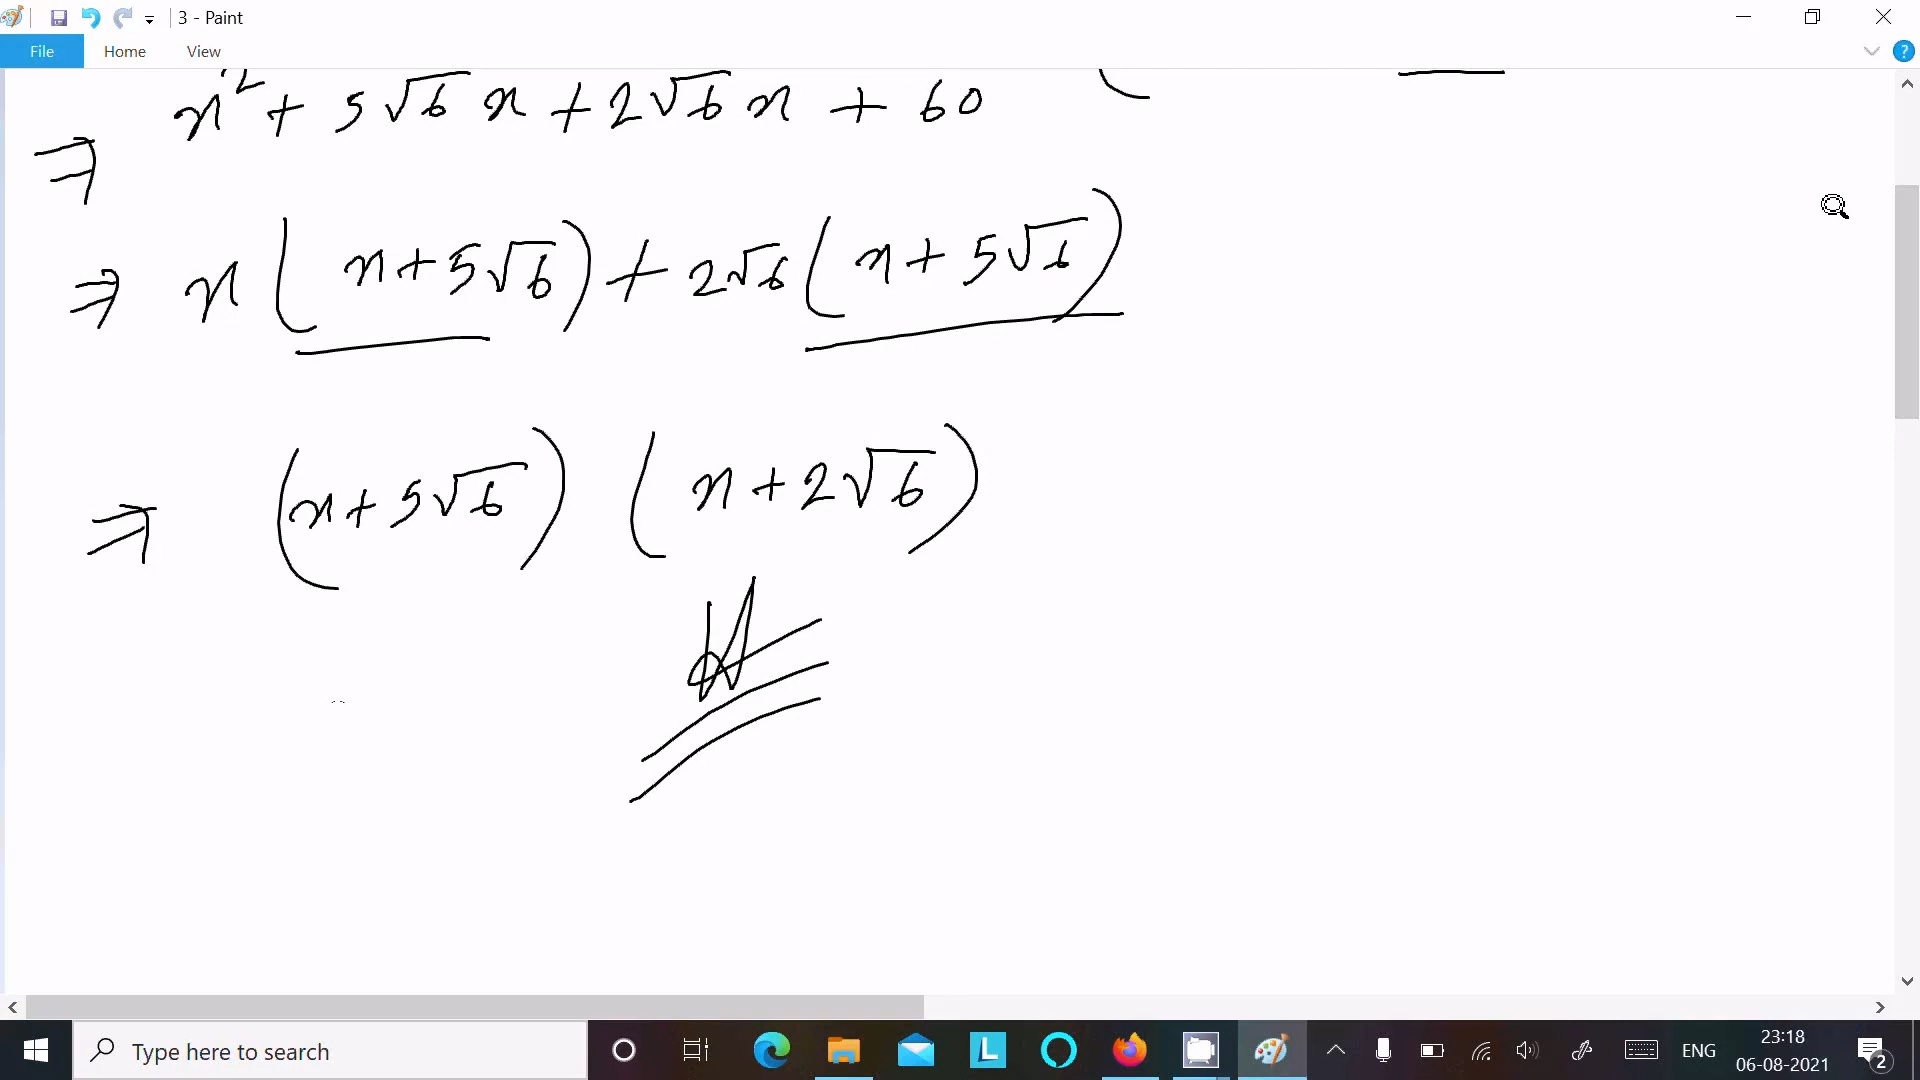 3 - Paint
File Home View
x² + 5√6 x + 2√6 x + 60
⇒
⇒ x (x + 5√6) + 2√6 (x + 5√6)
⇒ (x + 5√6) (x + 2√6)
Type here to search
L
ENG
23:18
06-08-2021
2